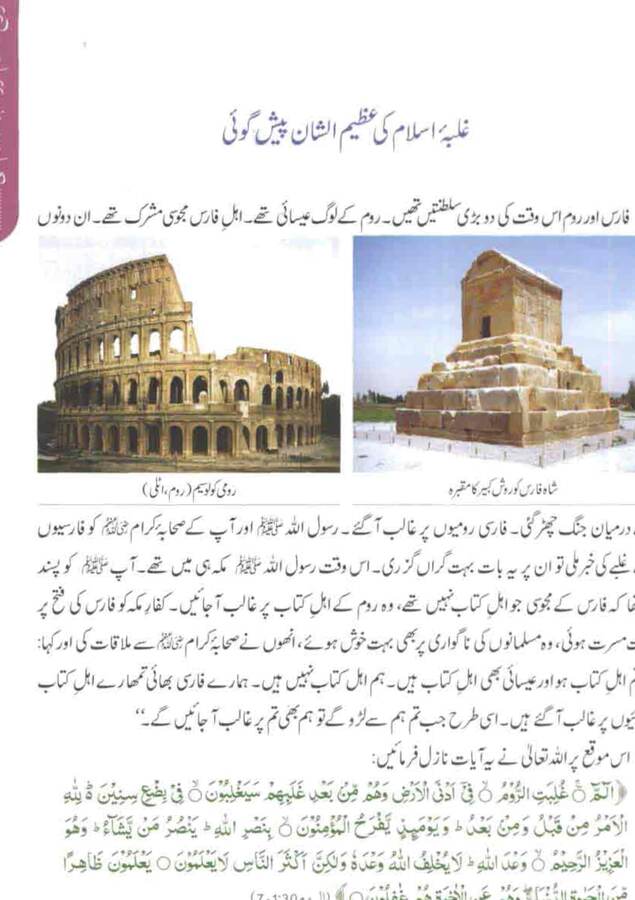 غلبۂ اسلام کی عظیم الشان پیش گوئی
فارس اور روم اس وقت کی دو بڑی سلطنتیں تھیں۔ روم کے لوگ عیسائی تھے۔ اہلِ فارس مجوسی مشرک تھے۔ ان دونوں
شاہ فارس کوروش کبیر کا مقبرہ
رومی کولوسیم (روم، اٹلی)
درمیان جنگ چھڑ گئی۔ فارسی رومیوں پر غالب آ گئے۔ رسول اللہ ﷺ اور آپ کے صحابۂ کرام کو فارسیوں
غلبے کی خبر ملی تو ان پر یہ بات بہت گراں گزری۔ اس وقت رسول اللہ ﷺ مکہ ہی میں تھے۔ آپ ﷺ کو پسند
کہ فارس کے مجوسی جو اہلِ کتاب نہیں تھے، وہ روم کے اہلِ کتاب پر غالب آ جائیں۔ کفارِ مکہ کو فارس کی فتح پر
مسرت ہوئی، وہ مسلمانوں کی ناگواری پر بھی بہت خوش ہوئے، انھوں نے صحابۂ کرام سے ملاقات کی اور کہا:
اہلِ کتاب ہو اور عیسائی بھی اہلِ کتاب ہیں۔ ہم اہلِ کتاب نہیں ہیں۔ ہمارے فارسی بھائی تمھارے اہلِ کتاب
پر غالب آ گئے ہیں۔ اسی طرح جب تم ہم سے لڑو گے تو ہم بھی تم پر غالب آ جائیں گے۔‘‘
اس موقع پر اللہ تعالیٰ نے یہ آیات نازل فرمائیں:
﴿الٓمّٓ ۝ غُلِبَتِ الرُّوْمُ ۝ فِیْٓ اَدْنَی الْاَرْضِ وَهُمْ مِّنْۢ بَعْدِ غَلَبِهِمْ سَیَغْلِبُوْنَ ۝ فِیْ بِضْعِ سِنِیْنَ ؕ لِلّٰهِ
الْاَمْرُ مِنْ قَبْلُ وَمِنْۢ بَعْدُ ؕ وَیَوْمَىِٕذٍ یَّفْرَحُ الْمُؤْمِنُوْنَ ۝ بِنَصْرِ اللّٰهِ ؕ یَنْصُرُ مَنْ یَّشَآءُ ؕ وَهُوَ
الْعَزِیْزُ الرَّحِیْمُ ۝ وَعْدَ اللّٰهِ ؕ لَا یُخْلِفُ اللّٰهُ وَعْدَهٗ وَلٰكِنَّ اَكْثَرَ النَّاسِ لَا یَعْلَمُوْنَ ۝ یَعْلَمُوْنَ ظَاهِرًا
مِّنَ الْحَیٰوةِ الدُّنْیَا ۖ وَهُمْ عَنِ الْاٰخِرَةِ هُمْ غٰفِلُوْنَ ۝﴾